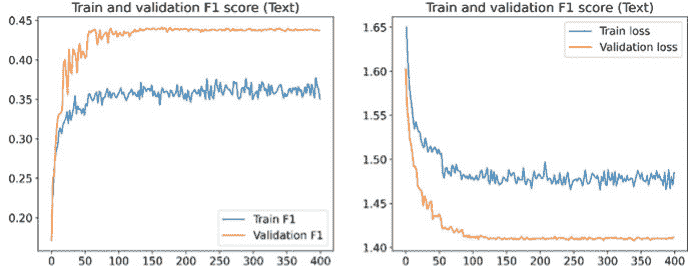 Train and validation F1 score (Text)
0.45
0.40
0.35
0.30
0.25
0.20
Train F1
Validation F1
0 50 100 150 200 250 300 350 400
Train and validation F1 score (Text)
1.65
1.60
1.55
1.50
1.45
1.40
Train loss
Validation loss
0 50 100 150 200 250 300 350 400